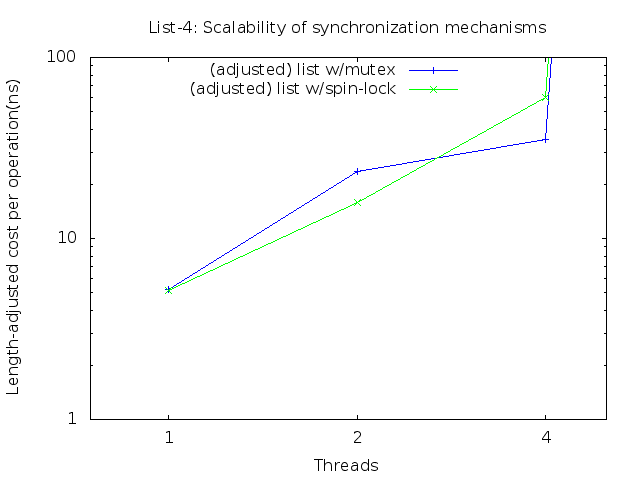 List-4: Scalability of synchronization mechanisms
100
(adjusted) list w/mutex
(adjusted) list w/spin-lock
Length-adjusted cost per operation(ns)
10
1
1 2 4
Threads